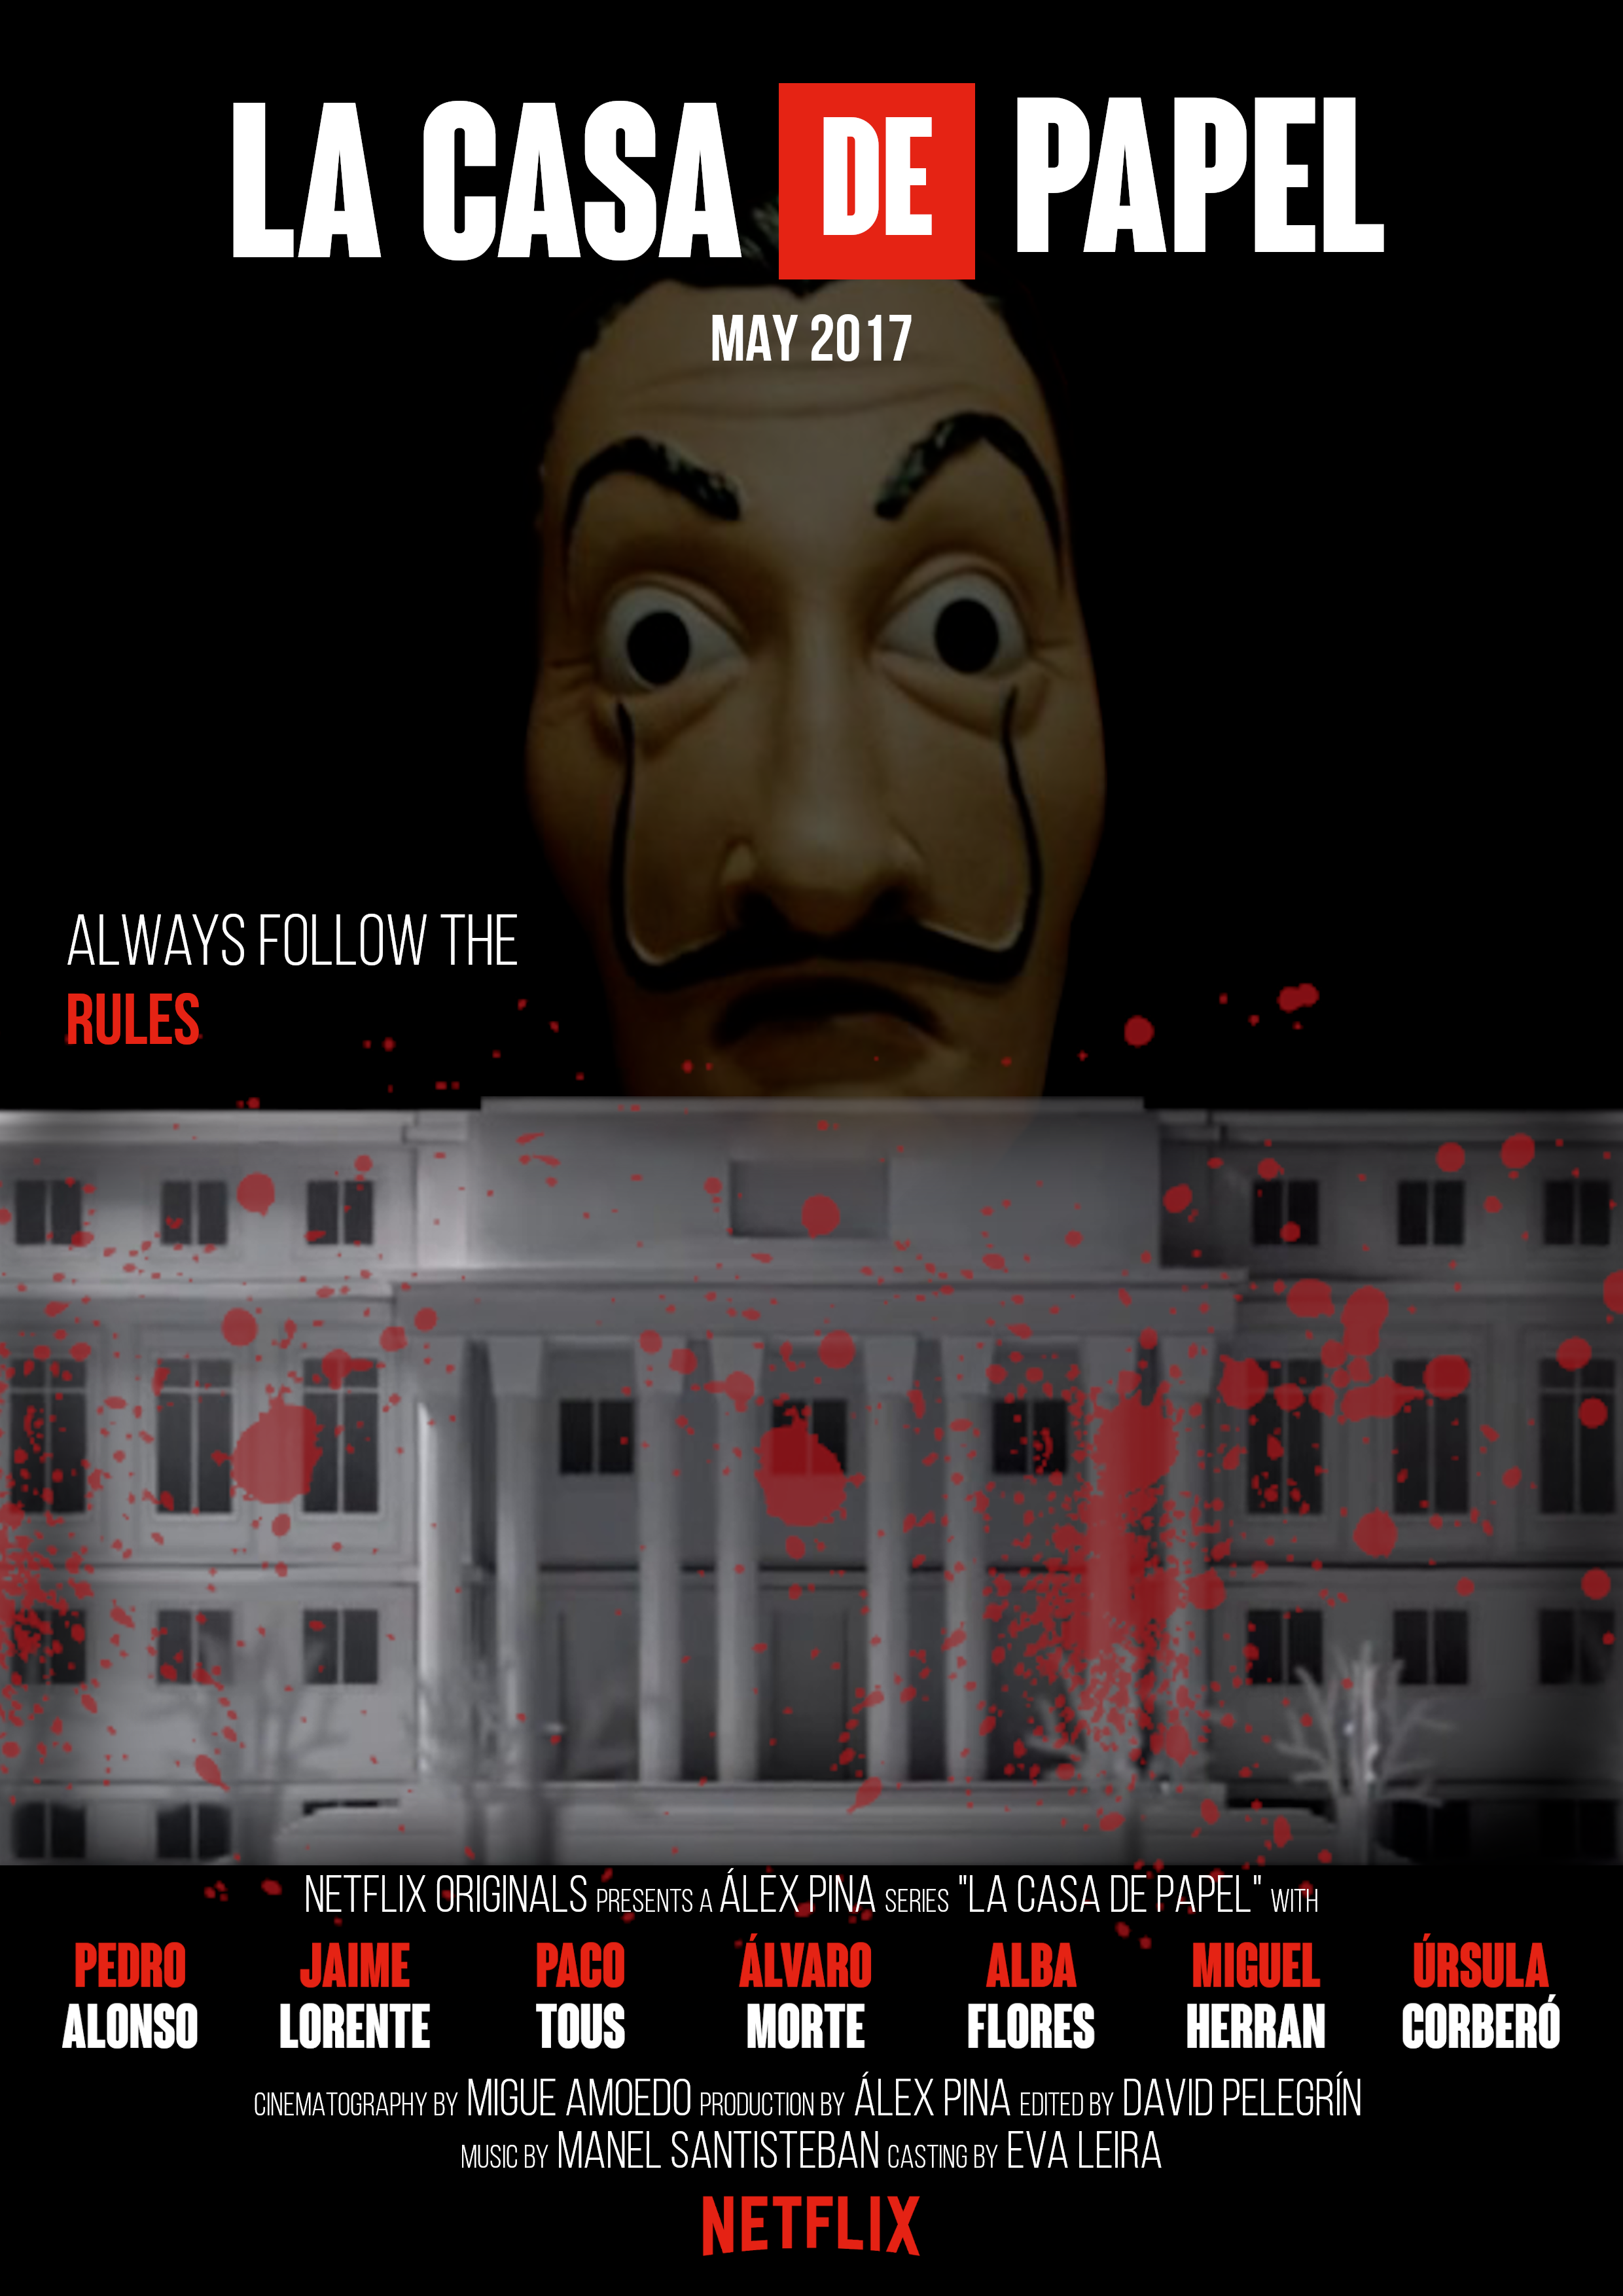 LA CASA DE PAPEL
MAY 2017
ALWAYS FOLLOW THE
RULES
NETFLIX ORIGINALS PRESENTS A ÁLEX PINA SERIES "LA CASA DE PAPEL" WITH
PEDRO JAIME PACO ÁLVARO ALBA MIGUEL ÚRSULA
ALONSO LORENTE TOUS MORTE FLORES HERRAN CORBERÓ
CINEMATOGRAPHY BY MIGUE AMOEDO PRODUCTION BY ÁLEX PINA EDITED BY DAVID PELEGRÍN
MUSIC BY MANEL SANTISTEBAN CASTING BY EVA LEIRA
NETFLIX